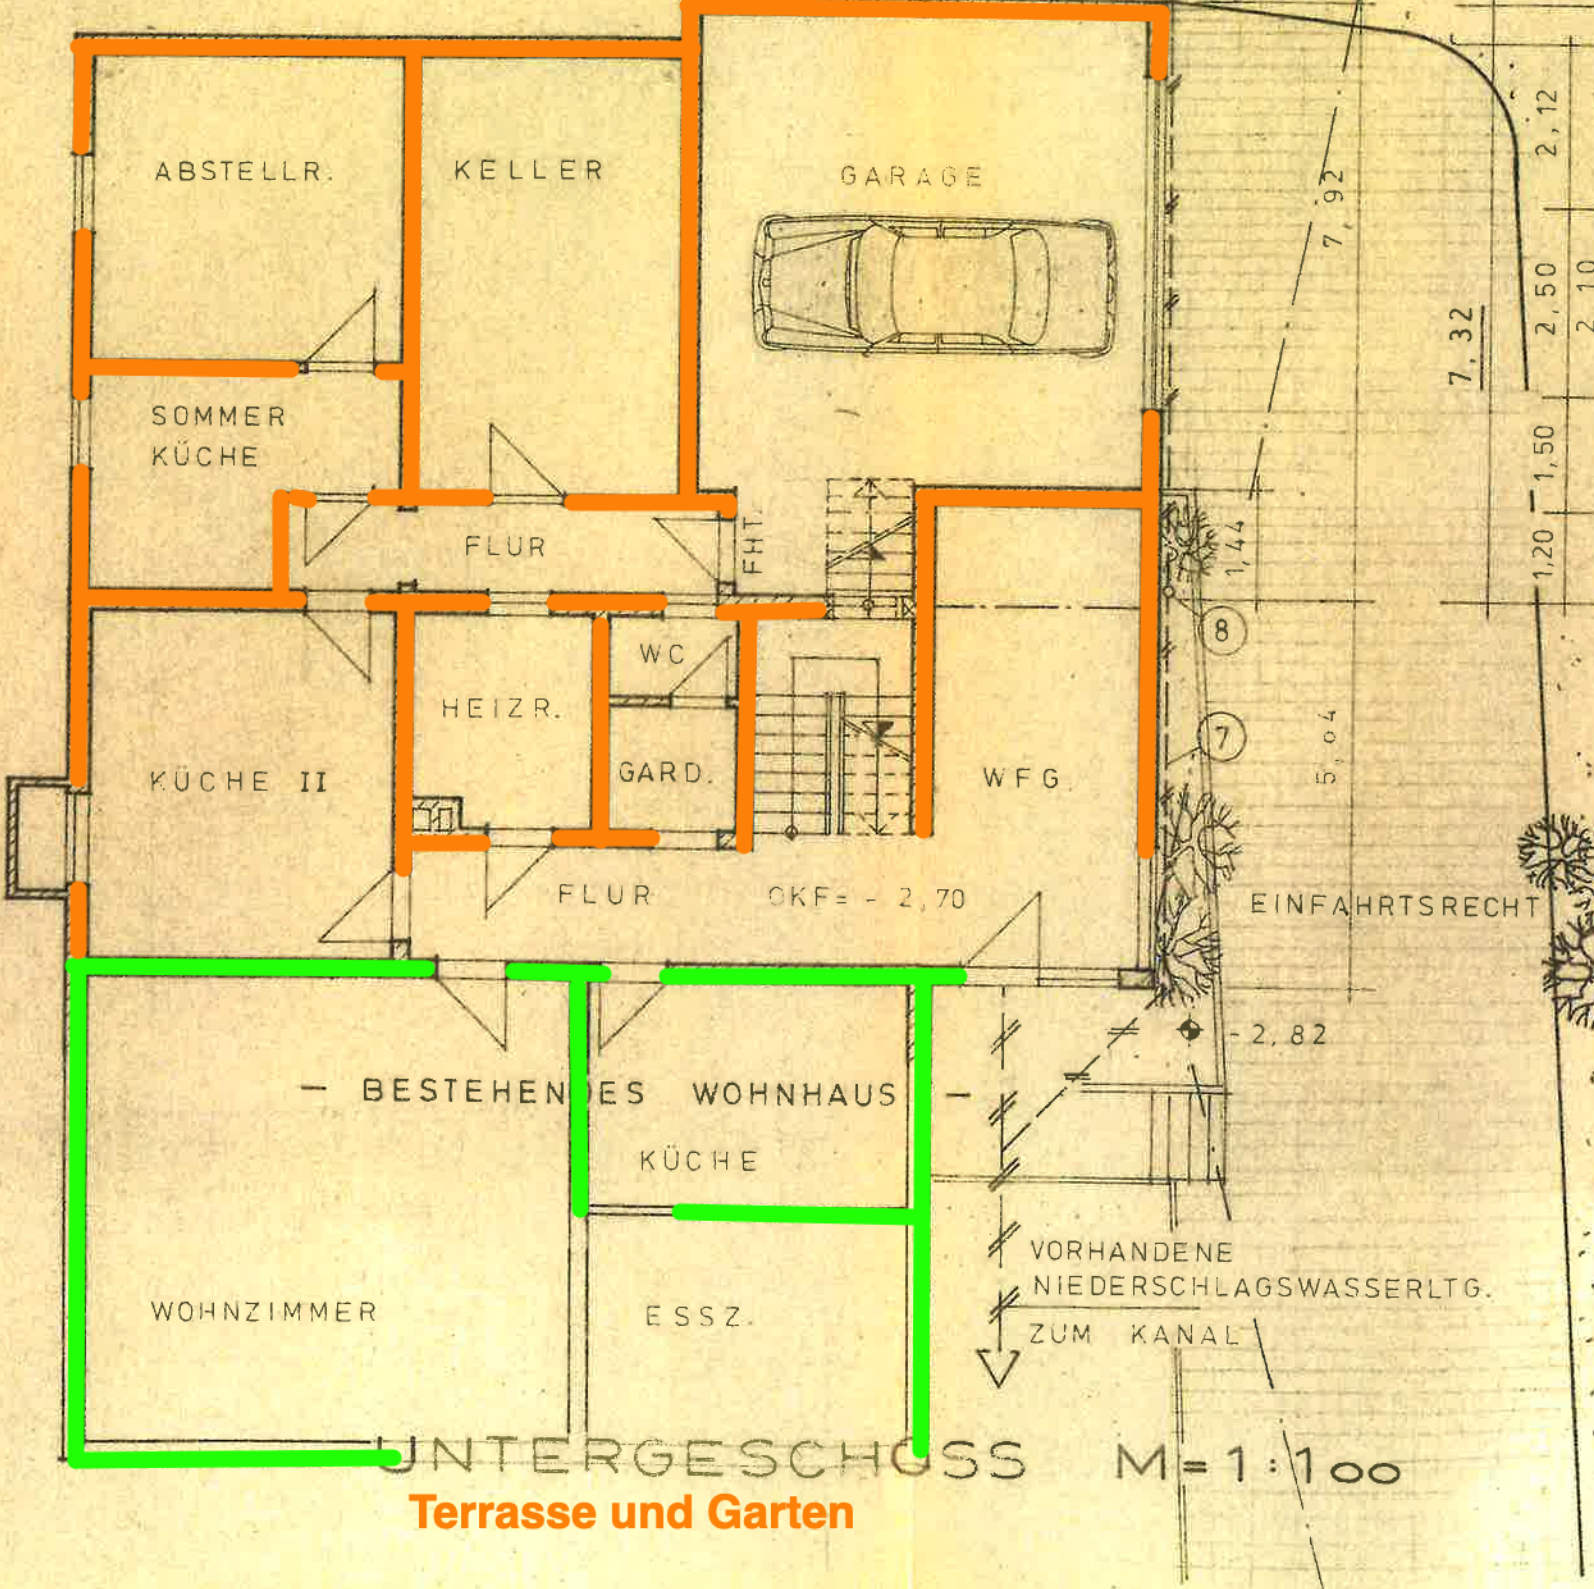 ABSTELLR.
KELLER
GARAGE
7,92
2,12
2,50
2,10
7,32
SOMMER
KÜCHE
1,50
FLUR
FHT.
1,44
1,20
8
WC
HEIZR.
7
5,04
KÜCHE II
GARD.
WFG.
FLUR
OKF= - 2,70
EINFAHRTSRECHT
- 2,82
- BESTEHENDES WOHNHAUS -
KÜCHE
VORHANDENE
NIEDERSCHLAGSWASSERLTG.
ZUM KANAL
WOHNZIMMER
ESSZ.
UNTERGESCHOSS M=1:100
Terrasse und Garten